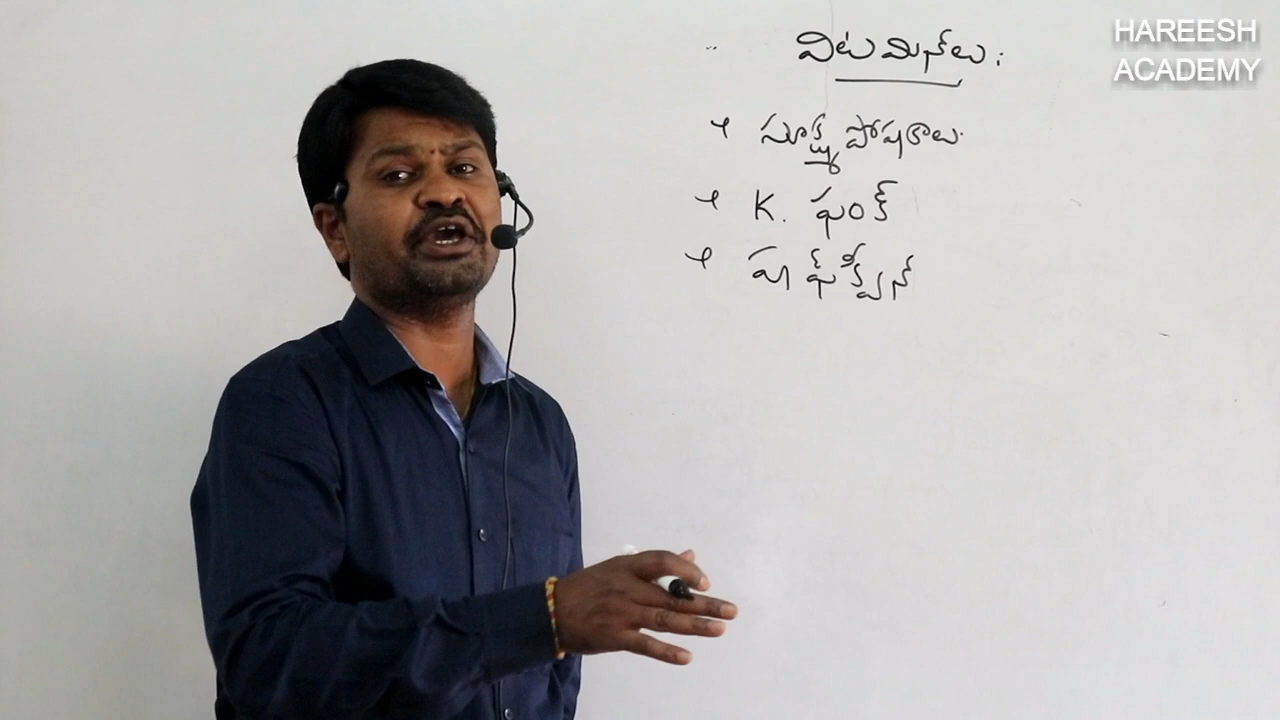 HAREESH
ACADEMY
విటమిన్‌లు:
సూక్ష్మ పోషకాలు
K. ఫంక్
హాఫ్‌కిన్